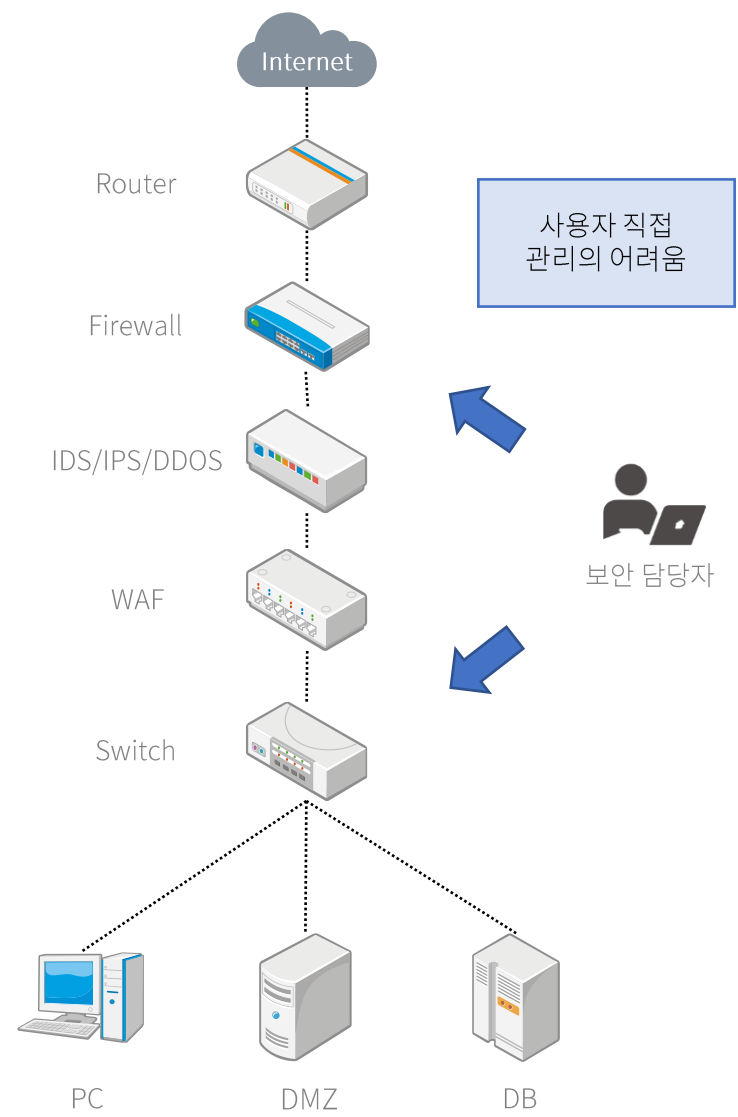 Internet
Router
사용자 직접
관리의 어려움
Firewall
IDS/IPS/DDOS
보안 담당자
WAF
Switch
PC
DMZ
DB